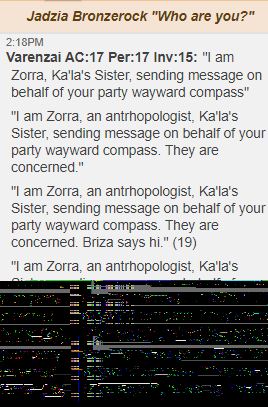 Jadzia Bronzerock "Who are you?"
2:18PM
Varenzai AC:17 Per:17 Inv:15: "I am
Zorra, Ka'la's Sister, sending message on
behalf of your party wayward compass"
"I am Zorra, an antrhopologist, Ka'la's
Sister, sending message on behalf of your
party wayward compass. They are
concerned."
"I am Zorra, an antrhopologist, Ka'la's
Sister, sending message on behalf of your
party wayward compass. They are
concerned. Briza says hi." (19)
"I am Zorra, an antrhopologist, Ka'la's